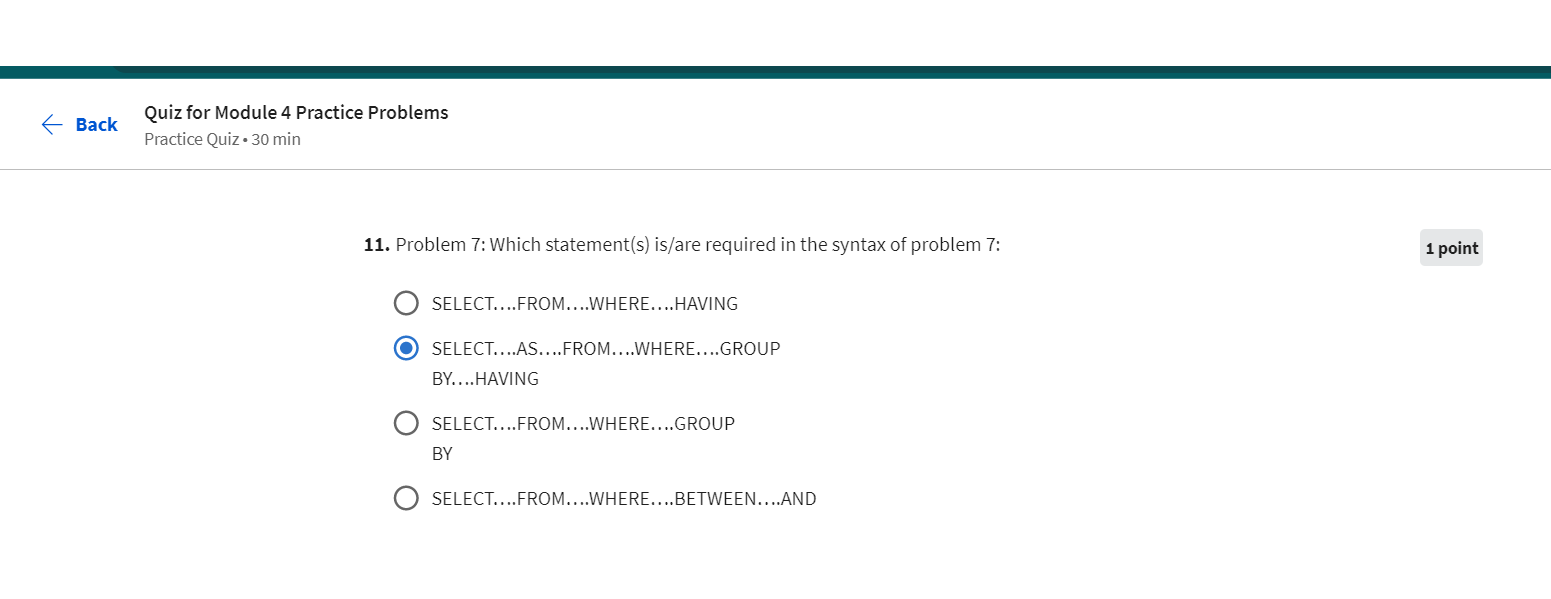 Back
Quiz for Module 4 Practice Problems
Practice Quiz • 30 min
11. Problem 7: Which statement(s) is/are required in the syntax of problem 7:
1 point
SELECT….FROM….WHERE….HAVING
SELECT….AS….FROM….WHERE….GROUP
BY….HAVING
SELECT….FROM….WHERE….GROUP
BY
SELECT….FROM….WHERE….BETWEEN….AND